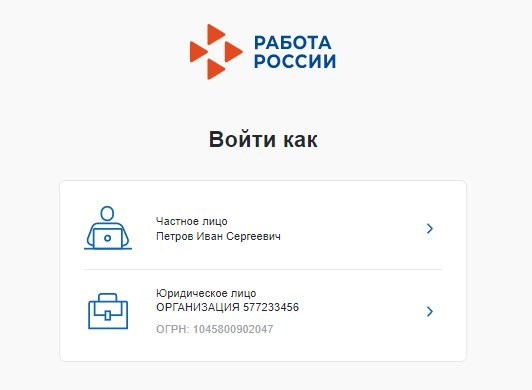 РАБОТА
РОССИИ
Войти как
Частное лицо
Петров Иван Сергеевич
Юридическое лицо
ОРГАНИЗАЦИЯ 577233456
ОГРН: 1045800902047